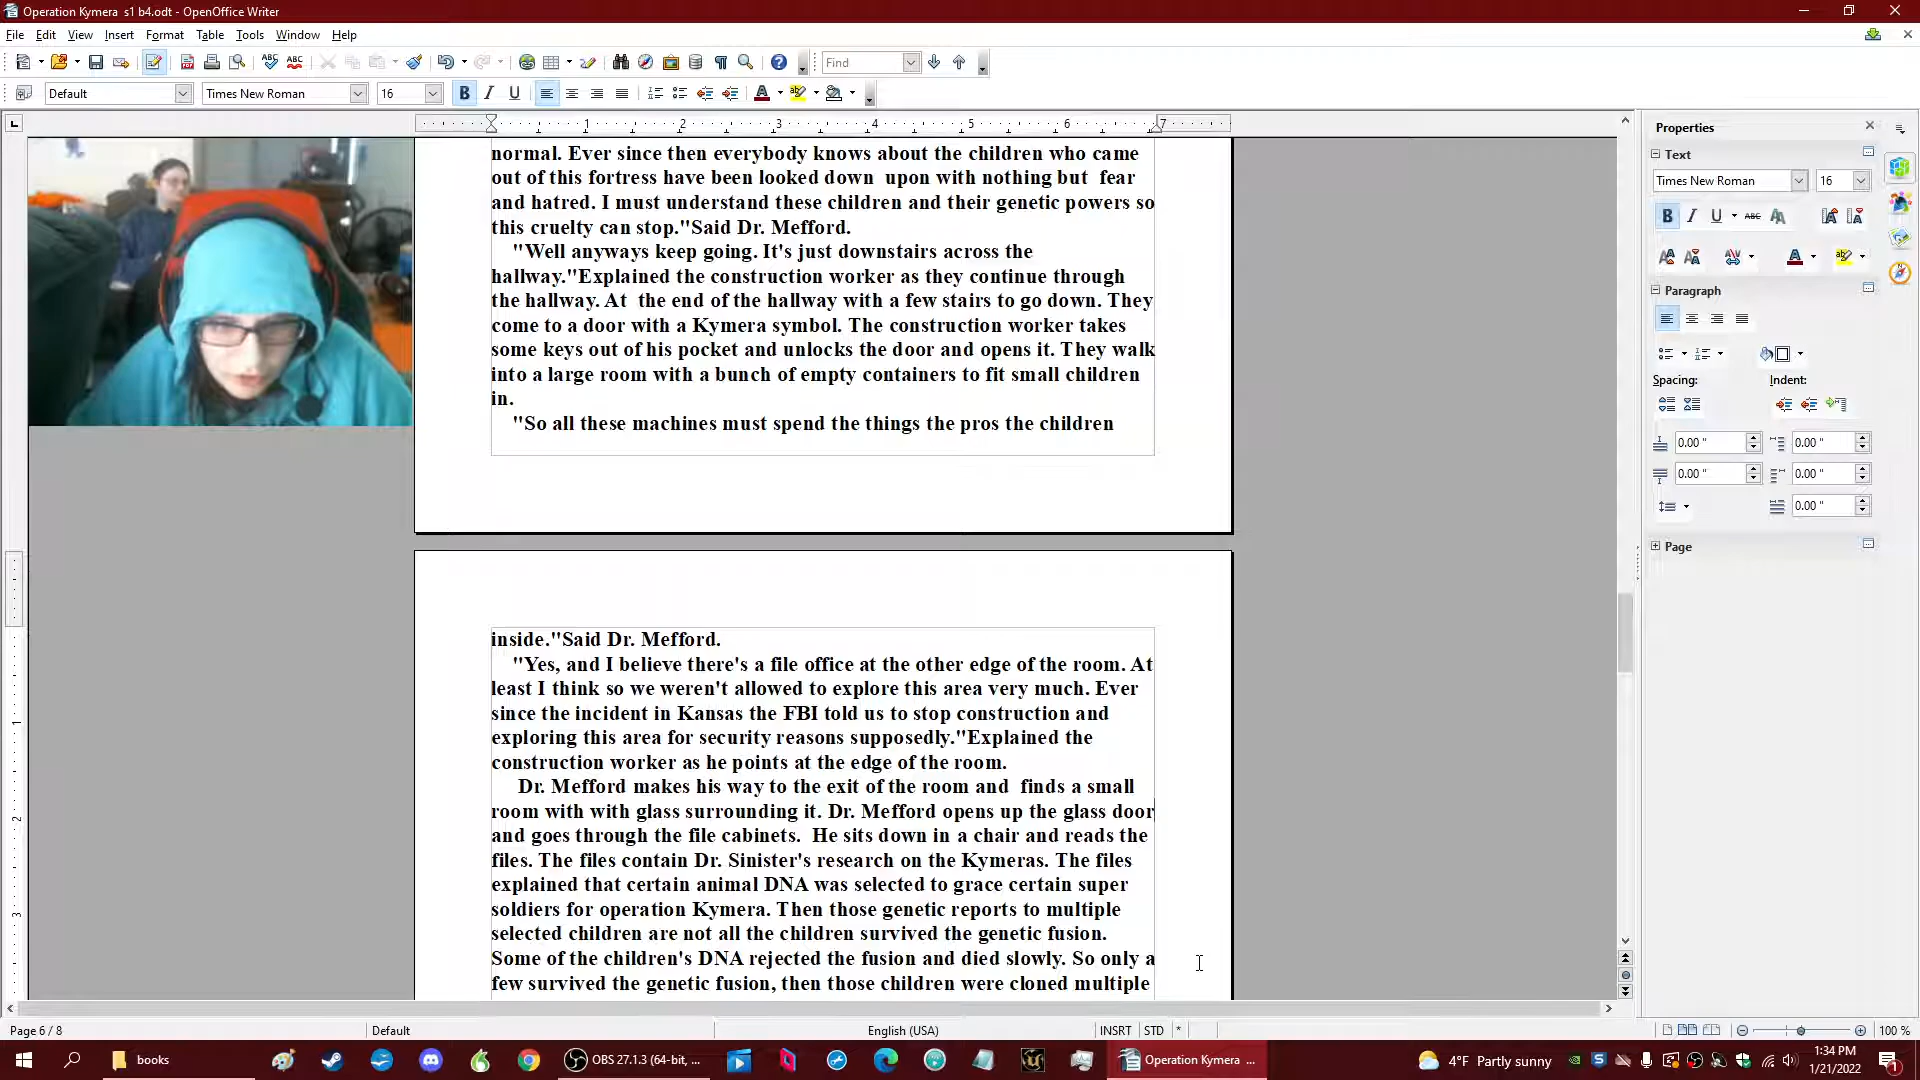 Operation Kymera  s1 b4.odt - OpenOffice Writer
File Edit View Insert Format Table Tools Window Help
Find
Default Times New Roman 16
1 2 3 4 5 6 7
normal. Ever since then everybody knows about the children who came
out of this fortress have been looked down  upon with nothing but  fear
and hatred. I must understand these children and their genetic powers so
this cruelty can stop."Said Dr. Mefford.
"Well anyways keep going. It's just downstairs across the
hallway."Explained the construction worker as they continue through
the hallway. At  the end of the hallway with a few stairs to go down. They
come to a door with a Kymera symbol. The construction worker takes
some keys out of his pocket and unlocks the door and opens it. They walk
into a large room with a bunch of empty containers to fit small children
in.
"So all these machines must spend the things the pros the children
inside."Said Dr. Mefford.
"Yes, and I believe there's a file office at the other edge of the room. At
least I think so we weren't allowed to explore this area very much. Ever
since the incident in Kansas the FBI told us to stop construction and
exploring this area for security reasons supposedly."Explained the
construction worker as he points at the edge of the room.
Dr. Mefford makes his way to the exit of the room and  finds a small
room with with glass surrounding it. Dr. Mefford opens up the glass door
and goes through the file cabinets.  He sits down in a chair and reads the
files. The files contain Dr. Sinister's research on the Kymeras. The files
explained that certain animal DNA was selected to grace certain super
soldiers for operation Kymera. Then those genetic reports to multiple
selected children are not all the children survived the genetic fusion.
Some of the children's DNA rejected the fusion and died slowly. So only a
few survived the genetic fusion, then those children were cloned multiple
1
2
3
Properties
Text
Times New Roman 16
Paragraph
Spacing: Indent:
0.00 " 0.00 "
0.00 " 0.00 "
0.00 "
Page
Page 6 / 8 Default English (USA) INSRT STD * 100 %
books OBS 27.1.3 (64-bit, ... Operation Kymera ... 4°F Partly sunny
1:34 PM
1/21/2022